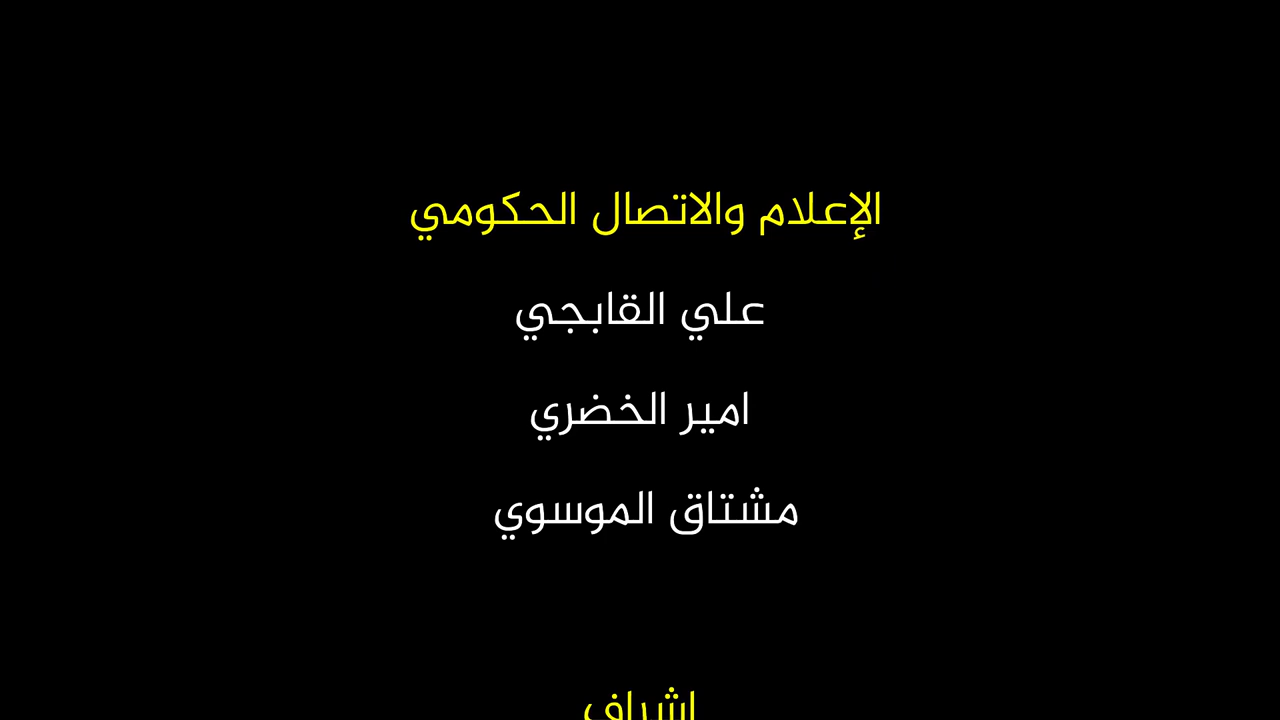 الإعلام والاتصال الحكومي
علي القابجي
امير الخضري
مشتاق الموسوي
اشراف